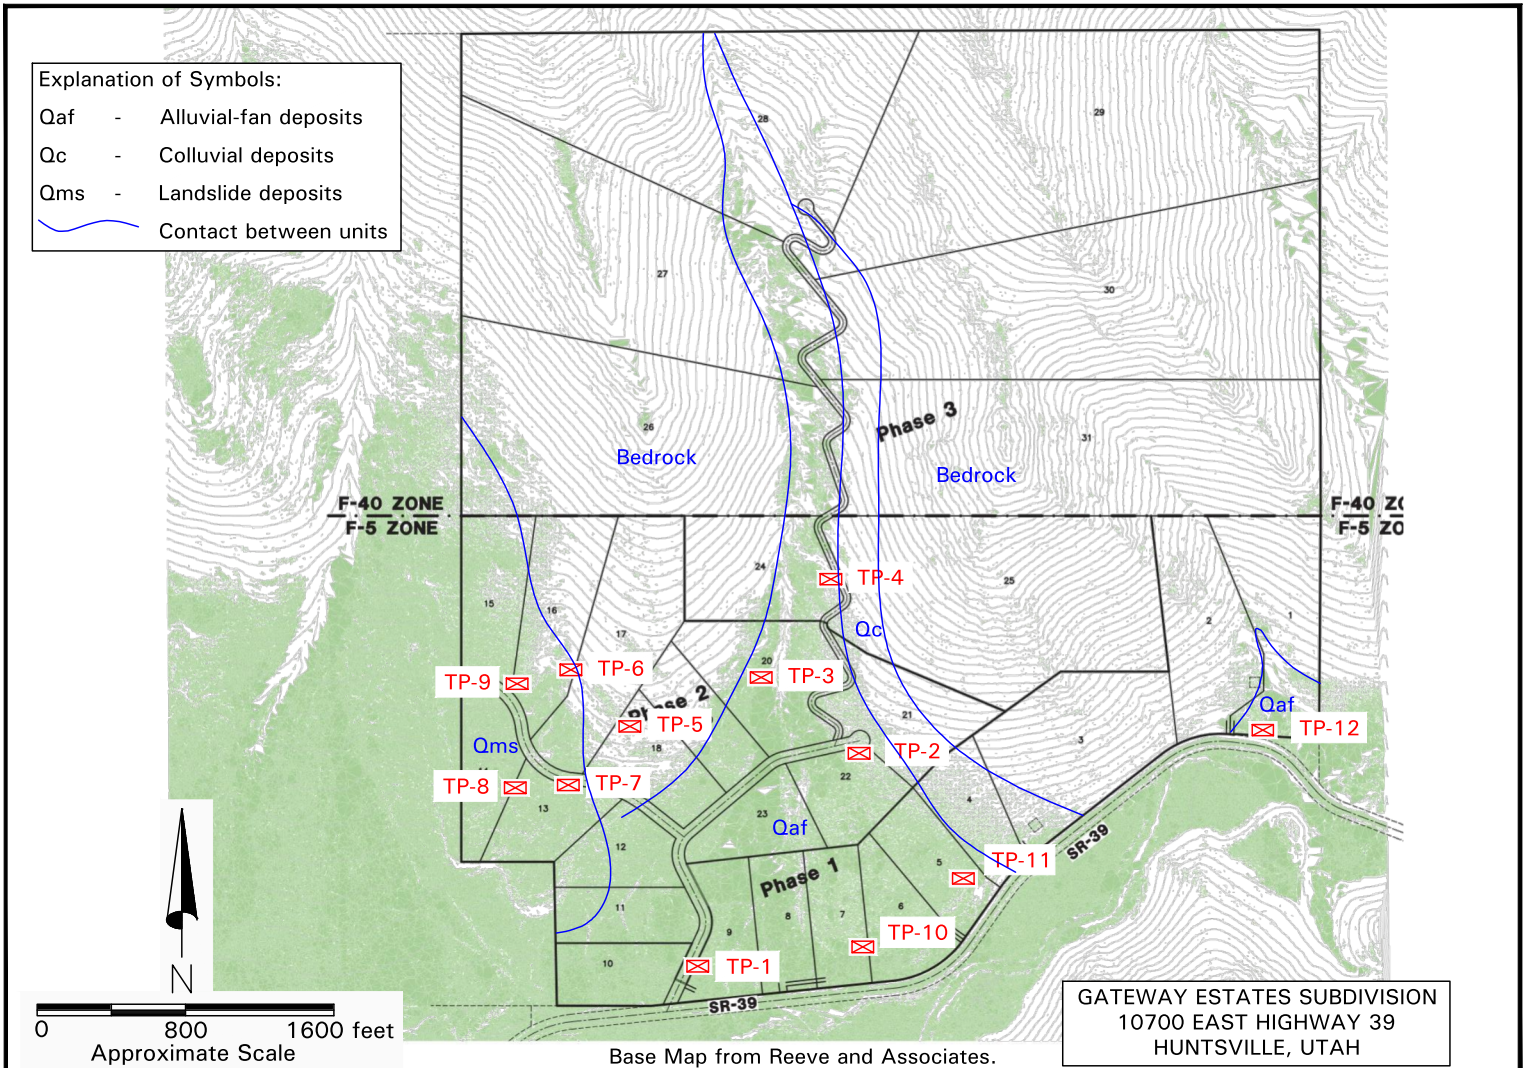 Explanation of Symbols:
Qaf - Alluvial-fan deposits
Qc - Colluvial deposits
Qms - Landslide deposits
Contact between units
28
29
27
30
26
Phase 3
31
Bedrock
Bedrock
F-40 ZONE
F-5 ZONE
F-40 ZO
F-5 ZO
24
TP-4
25
15
16
17
Qc
2
1
20
TP-6
TP-3
TP-9
Phase 2
TP-5
21
Qaf
TP-12
3
Qms
18
TP-2
22
TP-7
TP-8
13
4
23
Qaf
12
SR-39
TP-11
5
Phase 1
11
8
7
6
9
TP-10
10
TP-1
SR-39
N
0 800 1600 feet
Approximate Scale
Base Map from Reeve and Associates.
GATEWAY ESTATES SUBDIVISION
10700 EAST HIGHWAY 39
HUNTSVILLE, UTAH